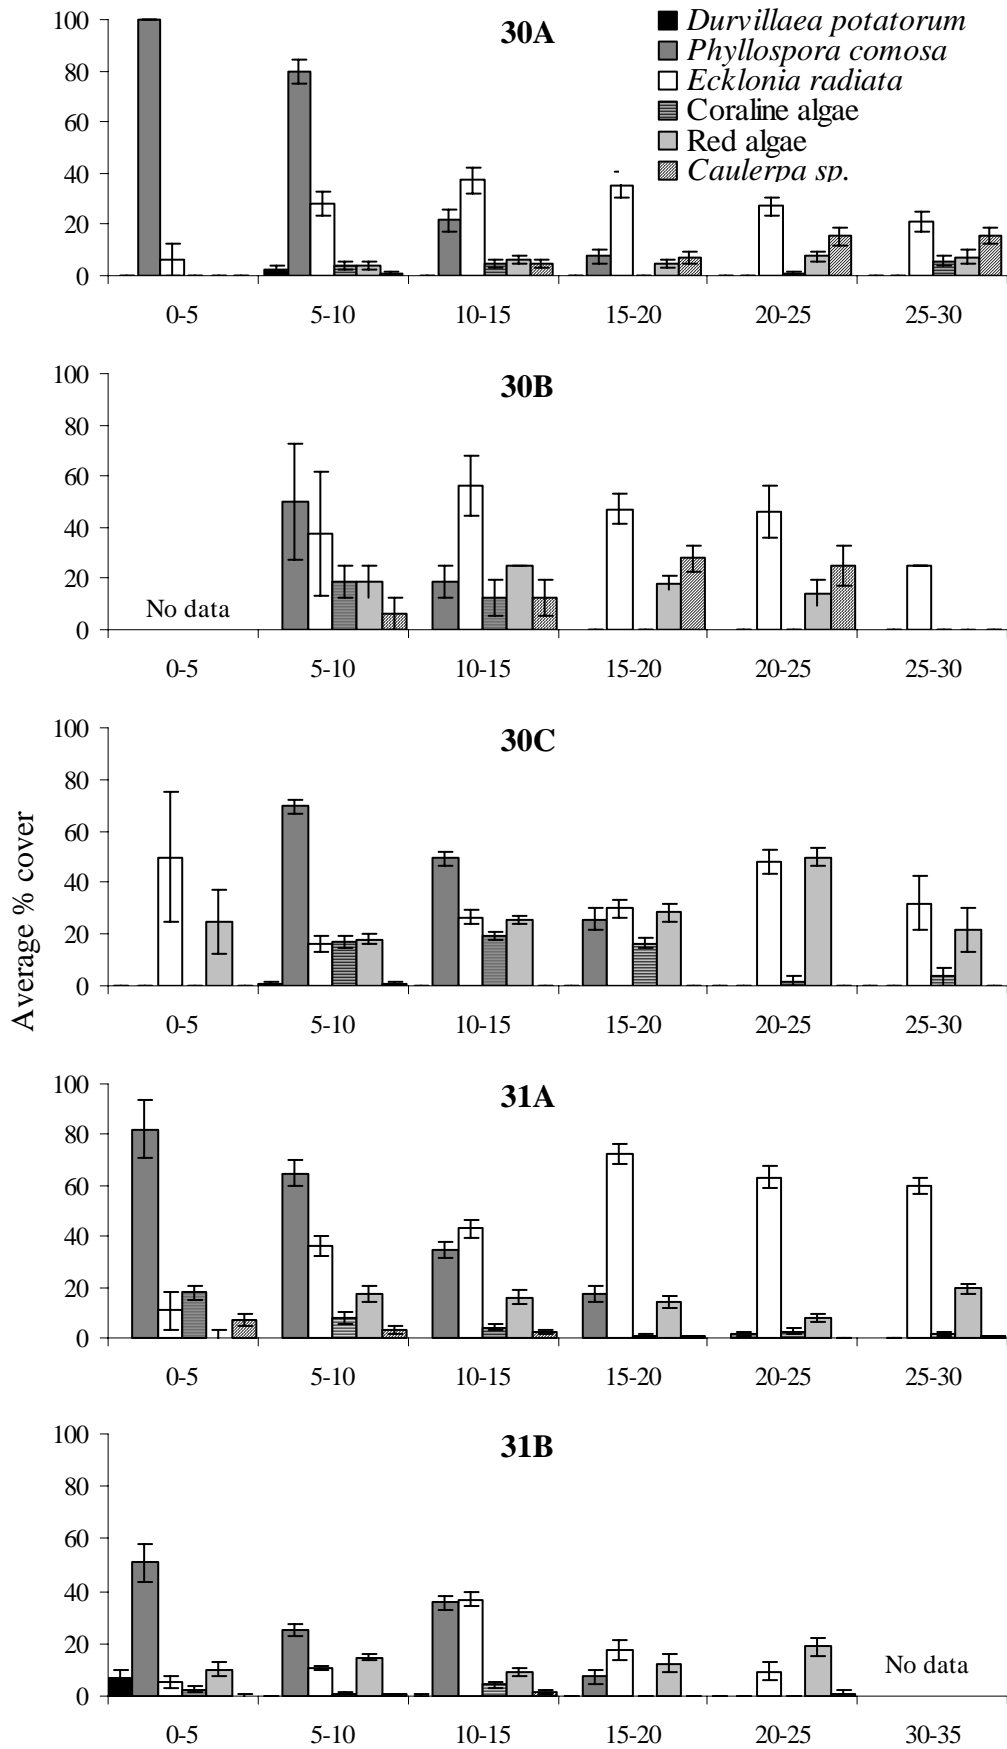 30A
Durvillaea potatorum
Phyllospora comosa
Ecklonia radiata
Coraline algae
Red algae
Caulerpa sp.
100
80
60
40
20
0
0-5 5-10 10-15 15-20 20-25 25-30
30B
100
80
60
40
20
0
No data
0-5 5-10 10-15 15-20 20-25 25-30
30C
100
80
60
40
20
0
0-5 5-10 10-15 15-20 20-25 25-30
Average % cover
31A
100
80
60
40
20
0
0-5 5-10 10-15 15-20 20-25 25-30
31B
100
80
60
40
20
0
No data
0-5 5-10 10-15 15-20 20-25 30-35